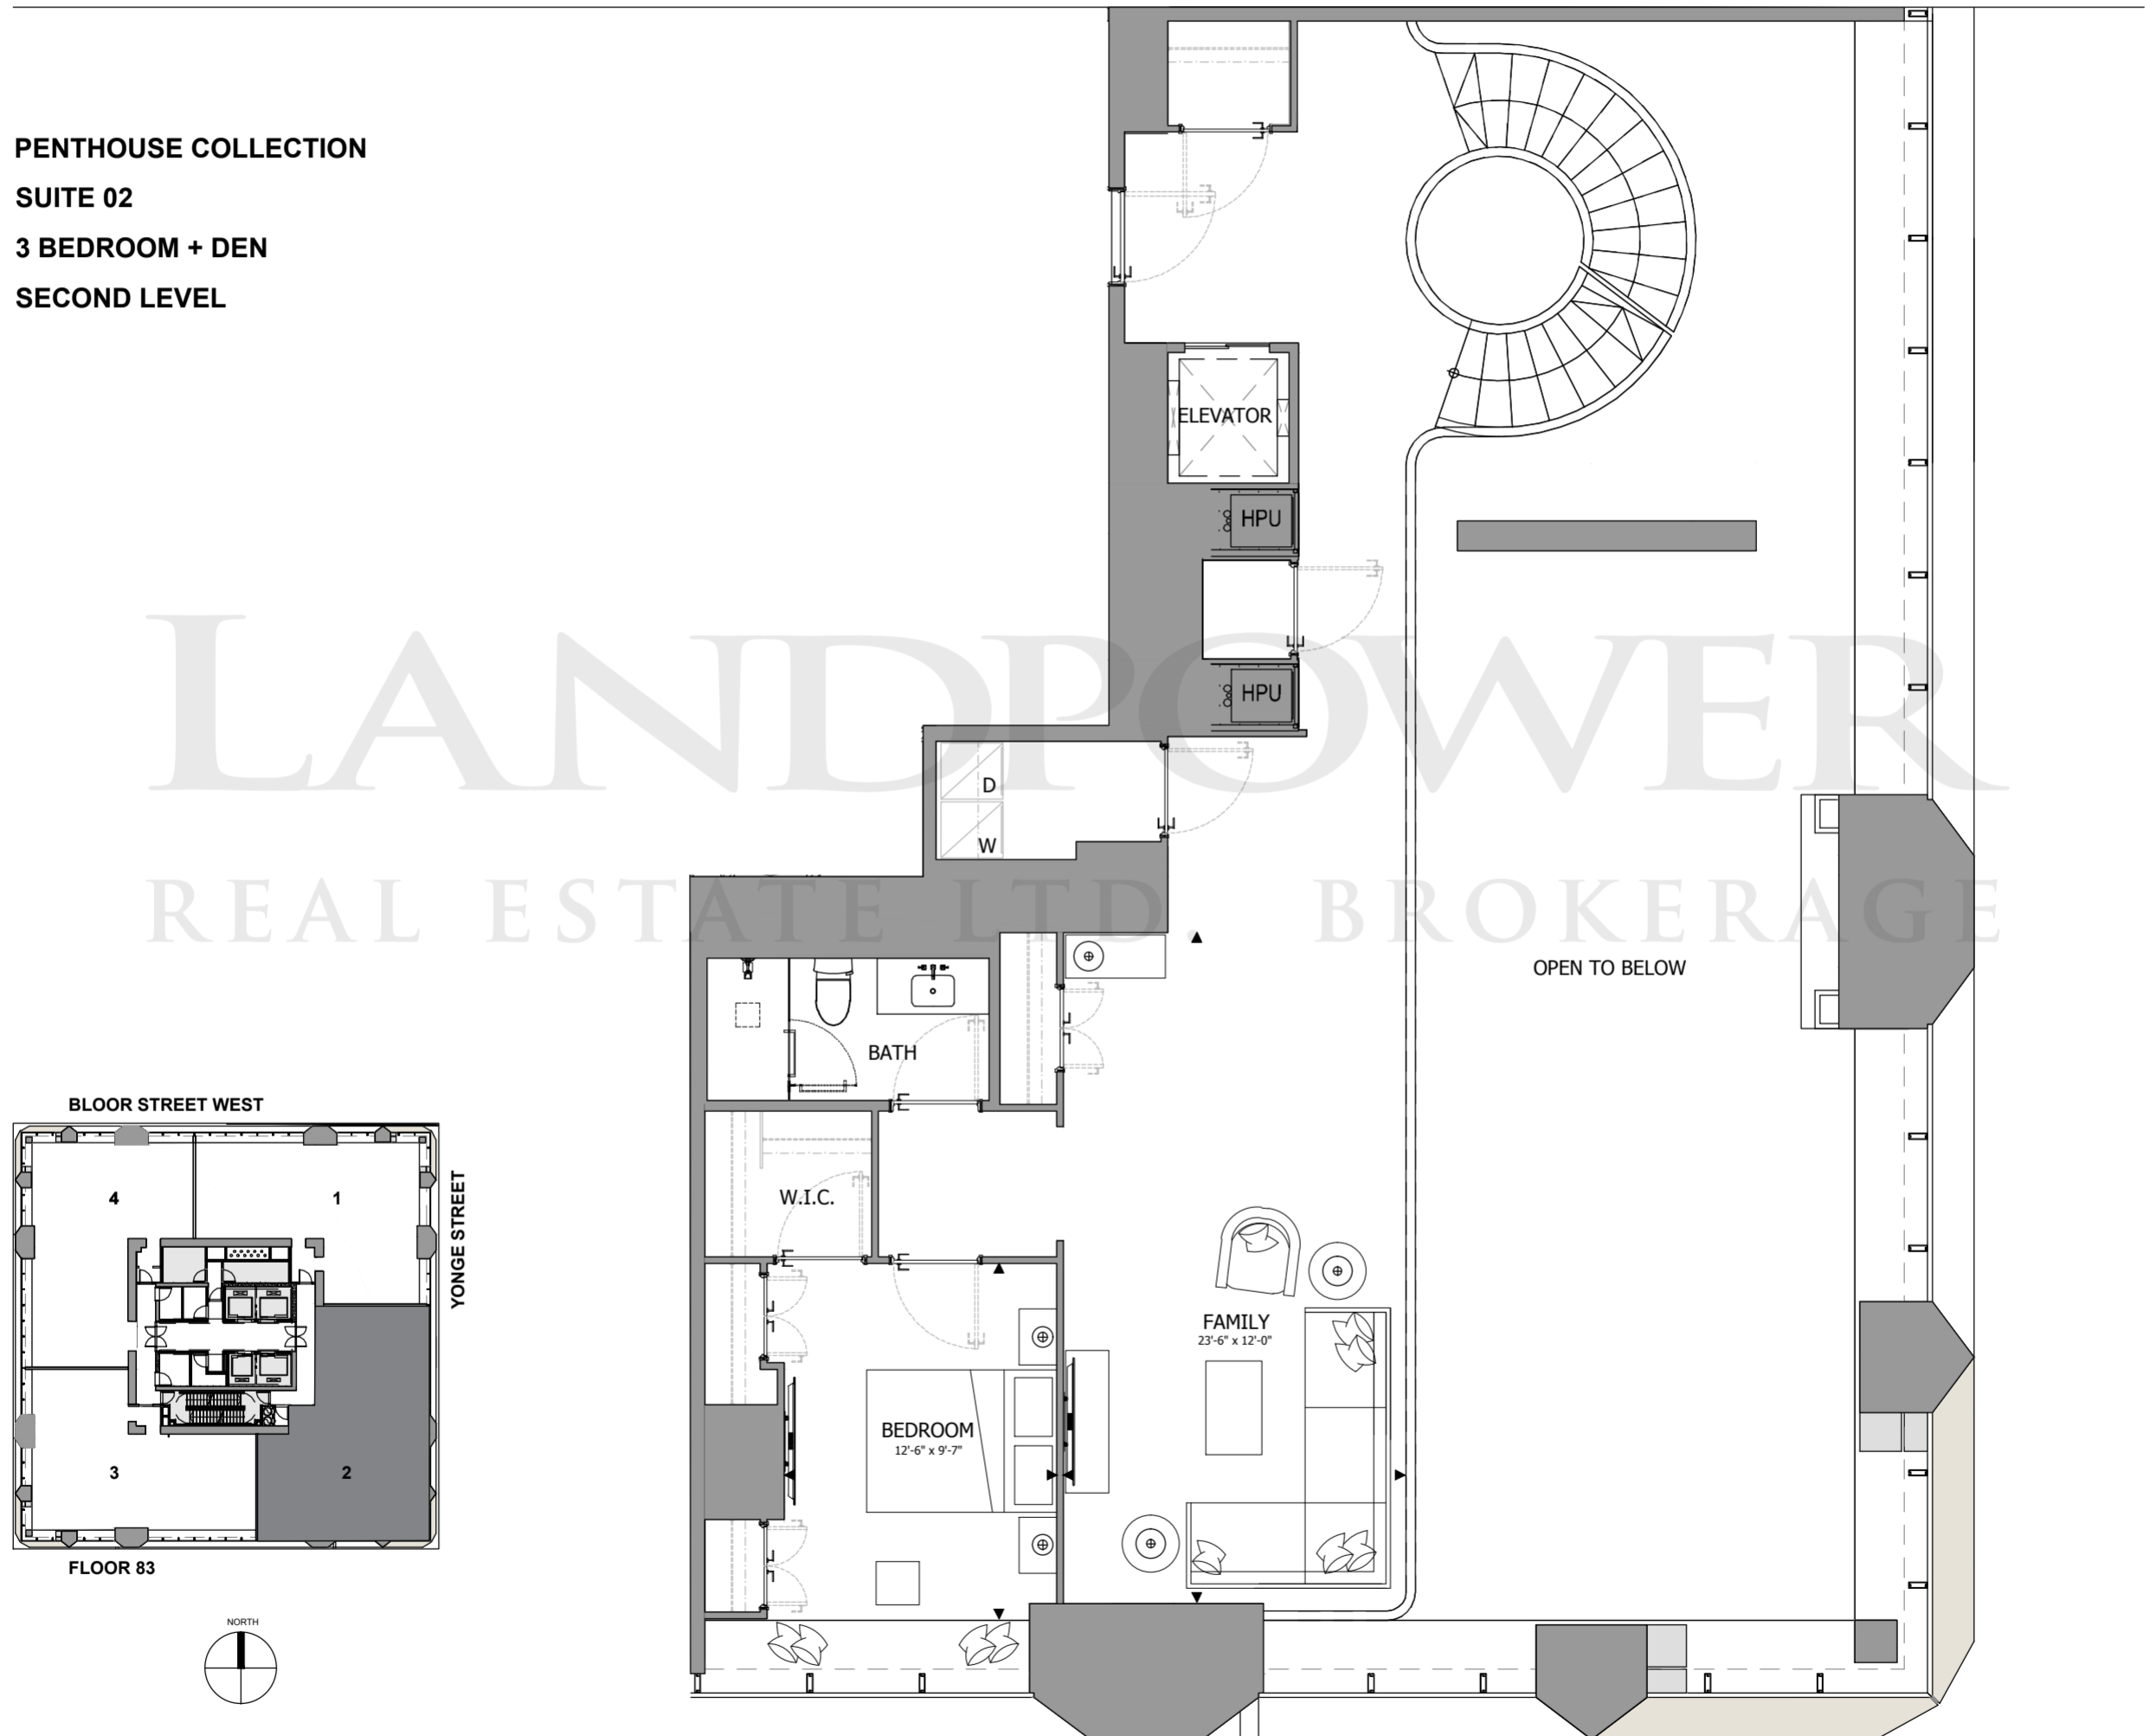 PENTHOUSE COLLECTION
SUITE 02
3 BEDROOM + DEN
SECOND LEVEL
ELEVATOR
HPU
HPU
LANDPOWER
REAL ESTATE LTD. BROKERAGE
D
W
OPEN TO BELOW
BATH
W.I.C.
FAMILY
23'-6" x 12'-0"
BEDROOM
12'-6" x 9'-7"
BLOOR STREET WEST
YONGE STREET
4
1
3
2
FLOOR 83
NORTH